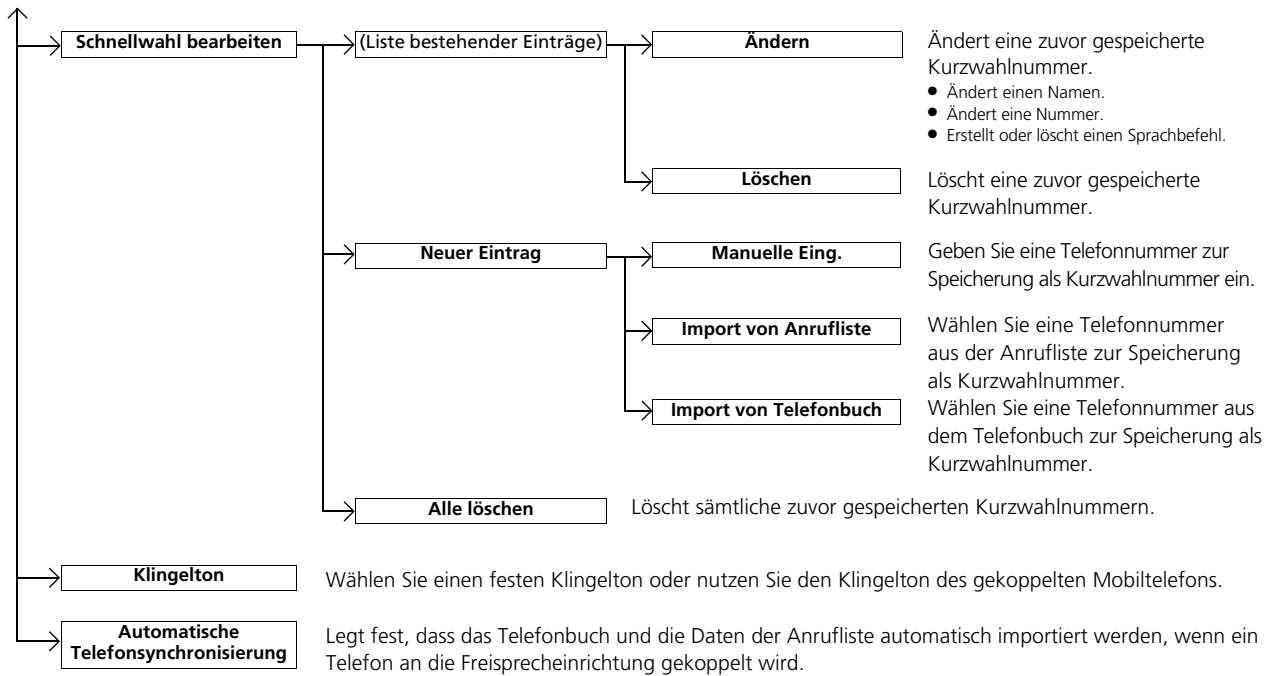 Schnellwahl bearbeiten
(Liste bestehender Einträge)
Ändern
Ändert eine zuvor gespeicherte
Kurzwahlnummer.
● Ändert einen Namen.
● Ändert eine Nummer.
● Erstellt oder löscht einen Sprachbefehl.
Löschen
Löscht eine zuvor gespeicherte
Kurzwahlnummer.
Neuer Eintrag
Manuelle Eing.
Geben Sie eine Telefonnummer zur
Speicherung als Kurzwahlnummer ein.
Import von Anrufliste
Wählen Sie eine Telefonnummer
aus der Anrufliste zur Speicherung
als Kurzwahlnummer.
Import von Telefonbuch
Wählen Sie eine Telefonnummer aus
dem Telefonbuch zur Speicherung als
Kurzwahlnummer.
Alle löschen
Löscht sämtliche zuvor gespeicherten Kurzwahlnummern.
Klingelton
Wählen Sie einen festen Klingelton oder nutzen Sie den Klingelton des gekoppelten Mobiltelefons.
Automatische
Telefonsynchronisierung
Legt fest, dass das Telefonbuch und die Daten der Anrufliste automatisch importiert werden, wenn ein
Telefon an die Freisprecheinrichtung gekoppelt wird.